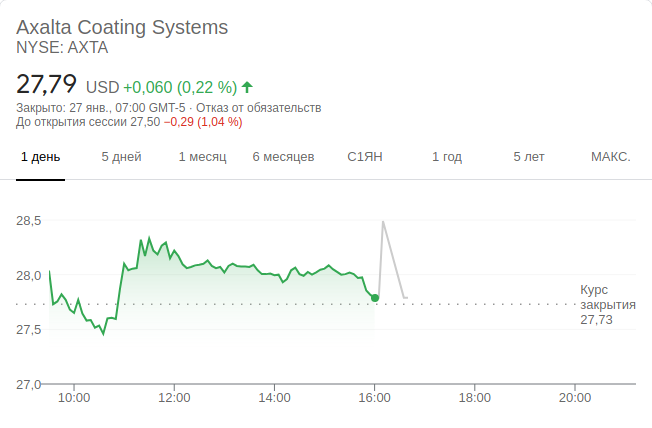 Axalta Coating Systems
NYSE: AXTA
27,79 USD +0,060 (0,22 %)
Закрыто: 27 янв., 07:00 GMT-5 · Отказ от обязательств
До открытия сессии 27,50 −0,29 (1,04 %)
1 день 5 дней 1 месяц 6 месяцев С1ЯН 1 год 5 лет МАКС.
28,5
28,0
Курс
закрытия
27,73
27,5
27,0
10:00 12:00 14:00 16:00 18:00 20:00